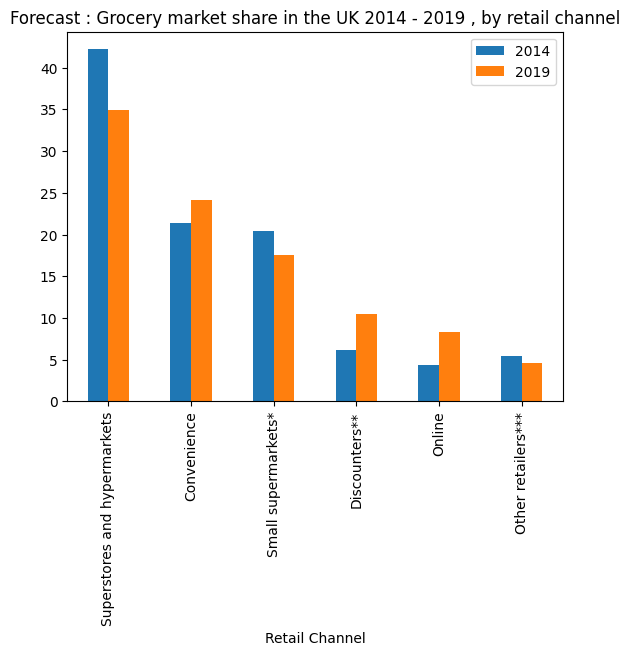 Forecast : Grocery market share in the UK 2014 - 2019 , by retail channel
2014
2019
40
35
30
25
20
15
10
5
0
Superstores and hypermarkets
Convenience
Small supermarkets*
Discounters**
Online
Other retailers***
Retail Channel